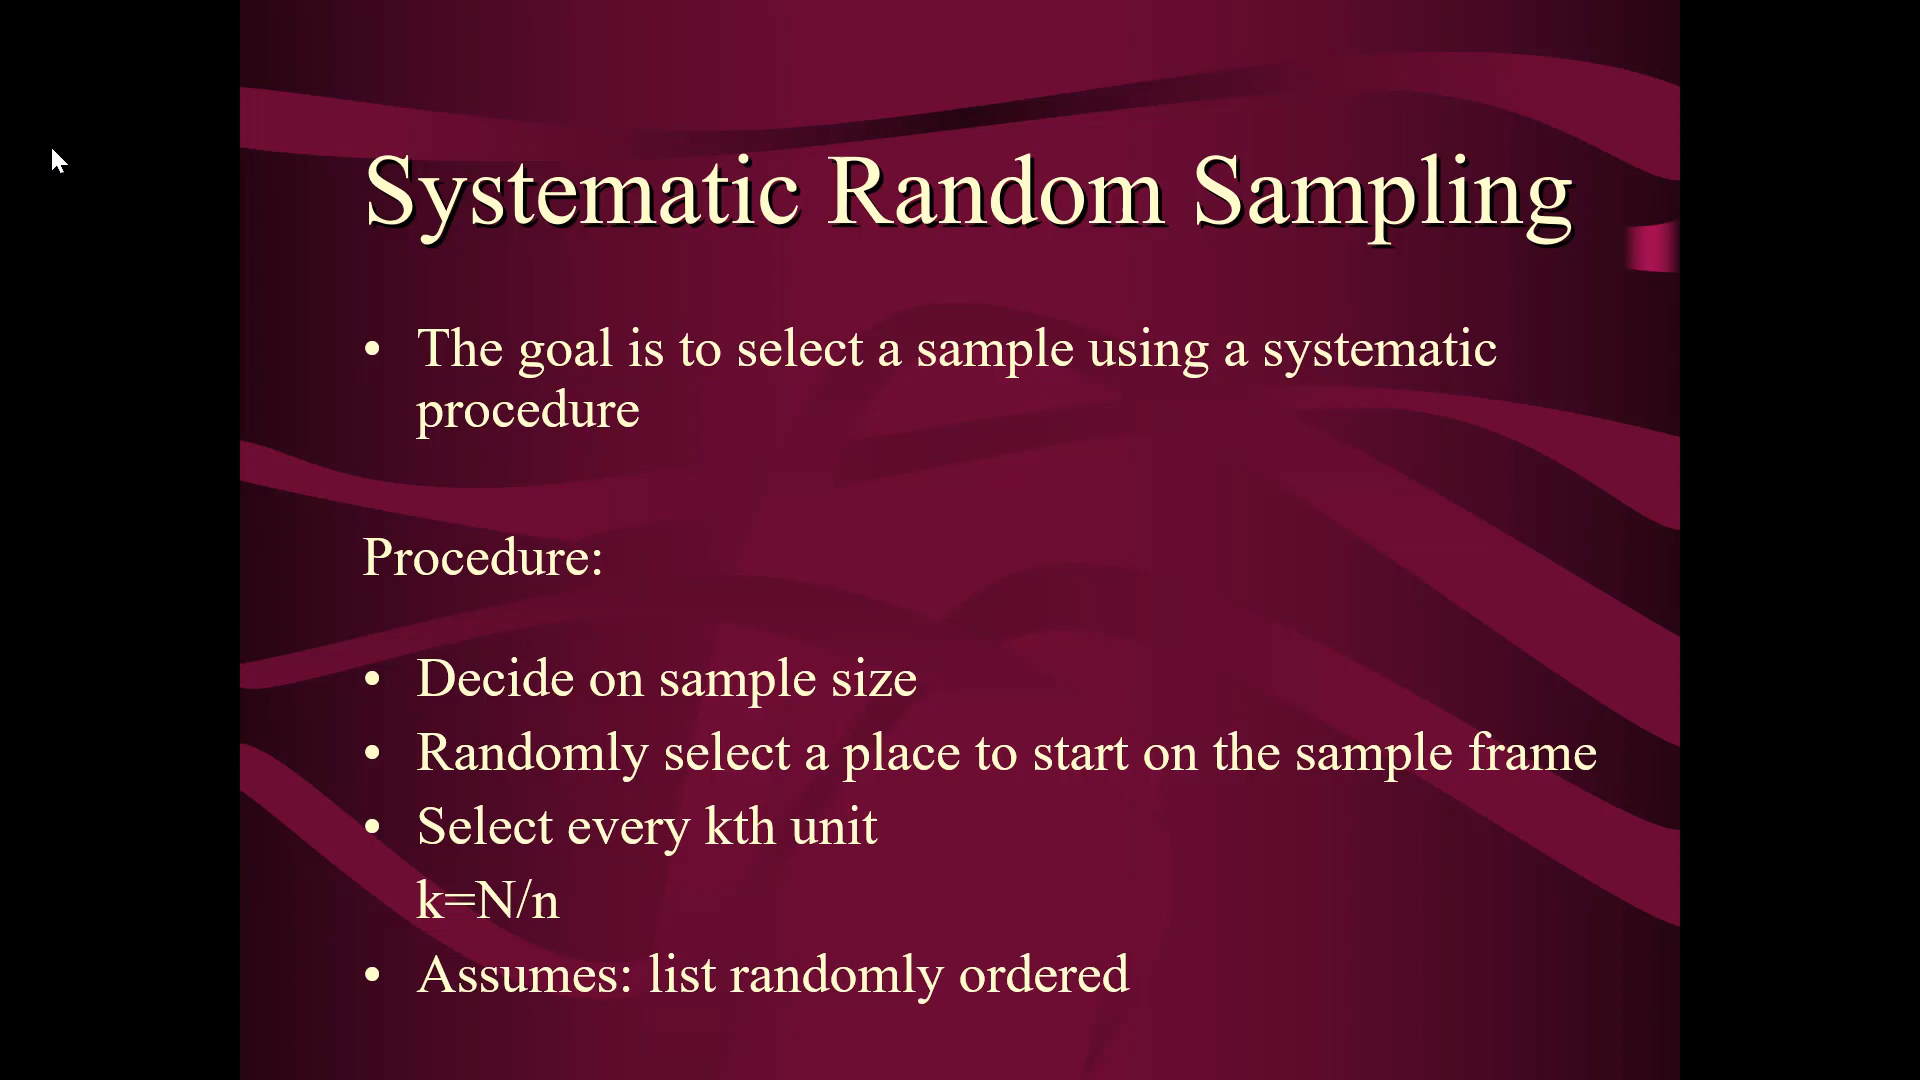 Systematic Random Sampling
• The goal is to select a sample using a systematic
procedure
Procedure:
• Decide on sample size
• Randomly select a place to start on the sample frame
• Select every kth unit
k=N/n
• Assumes: list randomly ordered